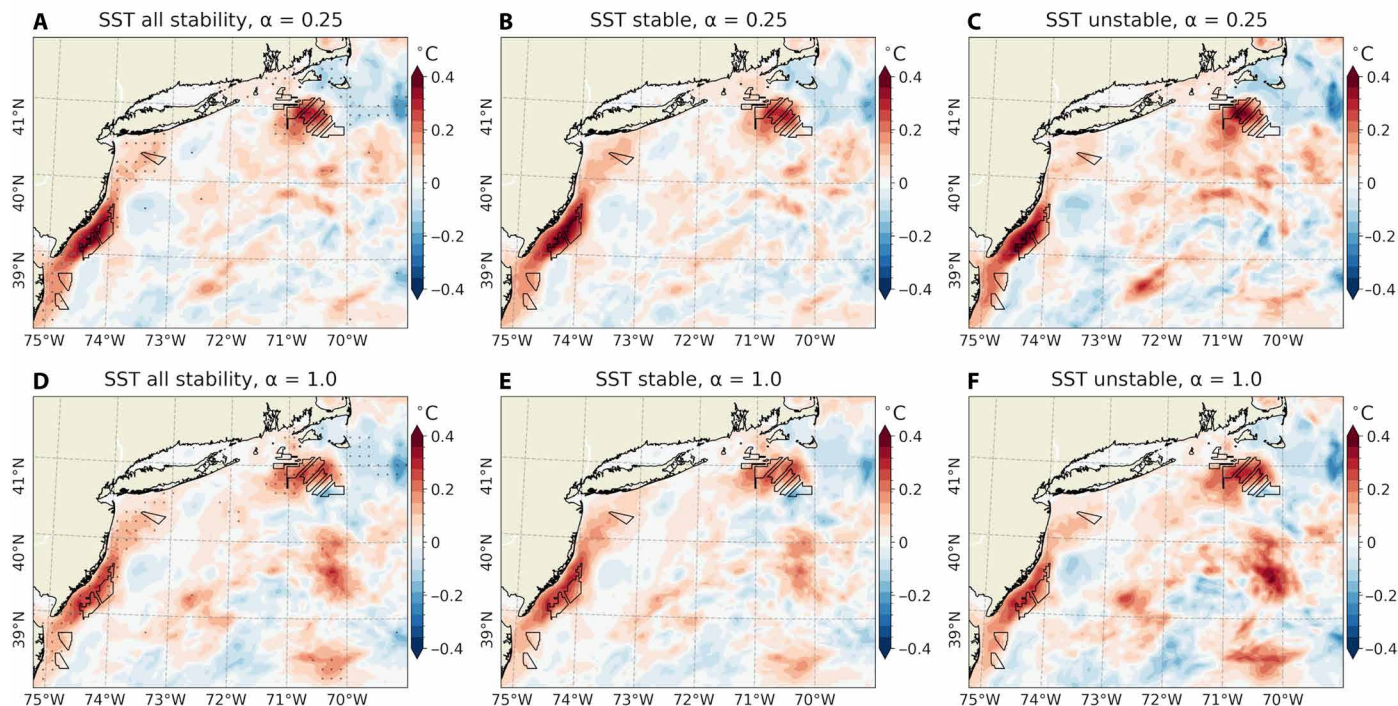 A SST all stability, α = 0.25
°C
0.4
0.2
0
−0.2
−0.4
41°N
40°N
39°N
75°W 74°W 73°W 72°W 71°W 70°W
B SST stable, α = 0.25
°C
0.4
0.2
0
−0.2
−0.4
41°N
40°N
39°N
75°W 74°W 73°W 72°W 71°W 70°W
C SST unstable, α = 0.25
°C
0.4
0.2
0
−0.2
−0.4
41°N
40°N
39°N
75°W 74°W 73°W 72°W 71°W 70°W
D SST all stability, α = 1.0
°C
0.4
0.2
0
−0.2
−0.4
41°N
40°N
39°N
75°W 74°W 73°W 72°W 71°W 70°W
E SST stable, α = 1.0
°C
0.4
0.2
0
−0.2
−0.4
41°N
40°N
39°N
75°W 74°W 73°W 72°W 71°W 70°W
F SST unstable, α = 1.0
°C
0.4
0.2
0
−0.2
−0.4
41°N
40°N
39°N
75°W 74°W 73°W 72°W 71°W 70°W